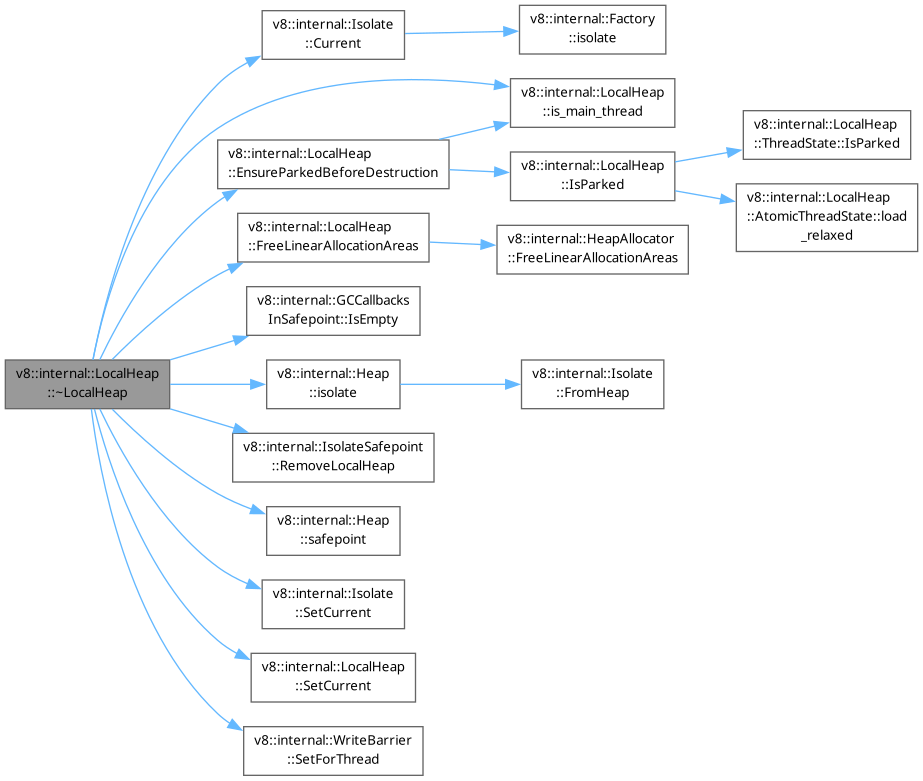 v8::internal::Isolate
::Current
v8::internal::Factory
::isolate
v8::internal::LocalHeap
::is_main_thread
v8::internal::LocalHeap
::ThreadState::IsParked
v8::internal::LocalHeap
::EnsureParkedBeforeDestruction
v8::internal::LocalHeap
::IsParked
v8::internal::LocalHeap
::AtomicThreadState::load
_relaxed
v8::internal::LocalHeap
::FreeLinearAllocationAreas
v8::internal::HeapAllocator
::FreeLinearAllocationAreas
v8::internal::GCCallbacks
InSafepoint::IsEmpty
v8::internal::LocalHeap
::~LocalHeap
v8::internal::Heap
::isolate
v8::internal::Isolate
::FromHeap
v8::internal::IsolateSafepoint
::RemoveLocalHeap
v8::internal::Heap
::safepoint
v8::internal::Isolate
::SetCurrent
v8::internal::LocalHeap
::SetCurrent
v8::internal::WriteBarrier
::SetForThread